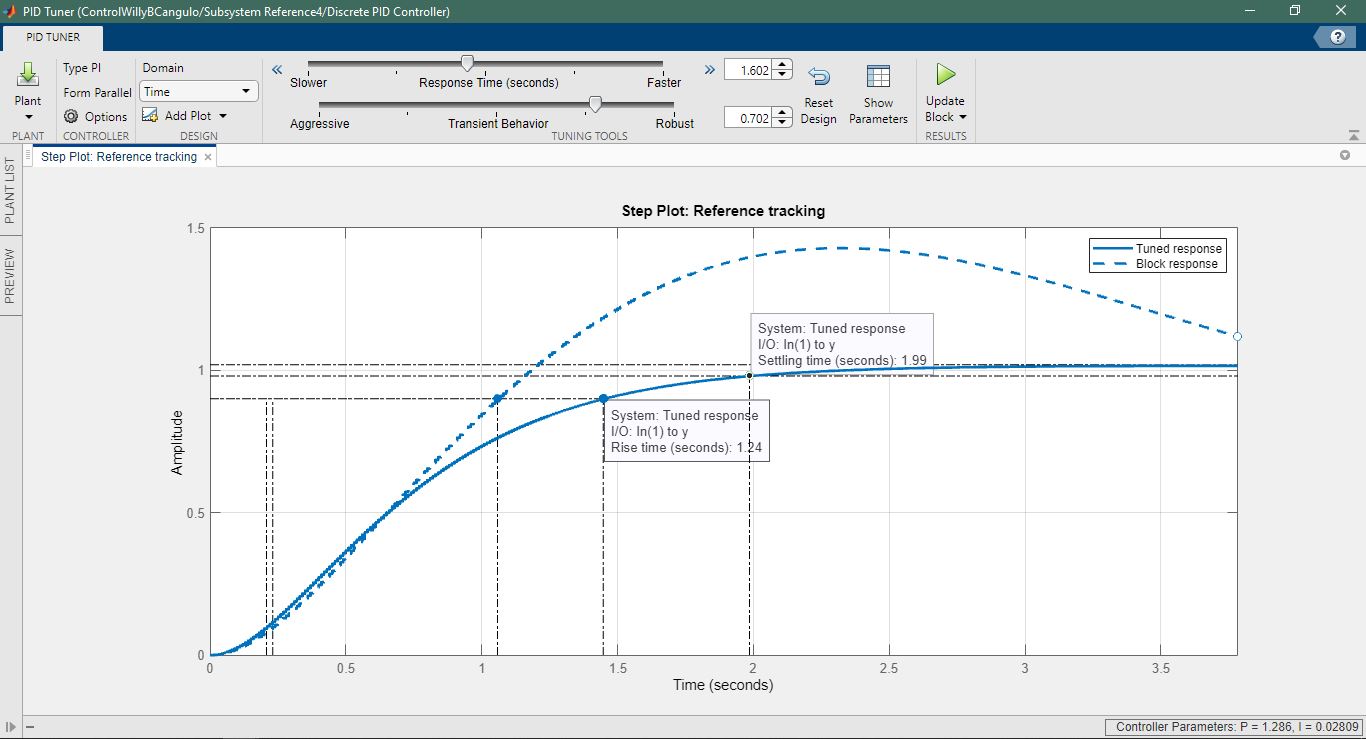 PID Tuner (ControlWillyBCangulo/Subsystem Reference4/Discrete PID Controller)
PID TUNER
?
Plant
PLANT
Type PI
Form Parallel
Options
CONTROLLER
Domain
Time
Add Plot
DESIGN
Slower
Response Time (seconds)
Faster
1.602
Aggressive
Transient Behavior
Robust
0.702
TUNING TOOLS
Reset
Design
Show
Parameters
Update
Block
RESULTS
PLANT LIST
PREVIEW
Step Plot: Reference tracking
Step Plot: Reference tracking
Tuned response
Block response
System: Tuned response
I/O: In(1) to y
Settling time (seconds): 1.99
System: Tuned response
I/O: In(1) to y
Rise time (seconds): 1.24
Amplitude
1.5
1
0.5
0
0
0.5
1
1.5
2
2.5
3
3.5
Time (seconds)
Controller Parameters: P = 1.286, I = 0.02809